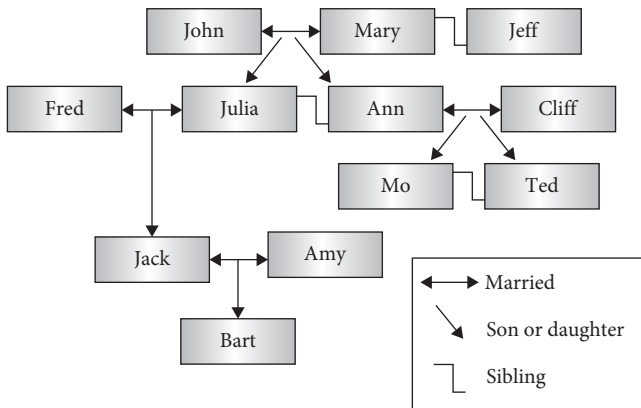 John
Mary
Jeff
Fred
Julia
Ann
Cliff
Mo
Ted
Jack
Amy
Bart
Married
Son or daughter
Sibling